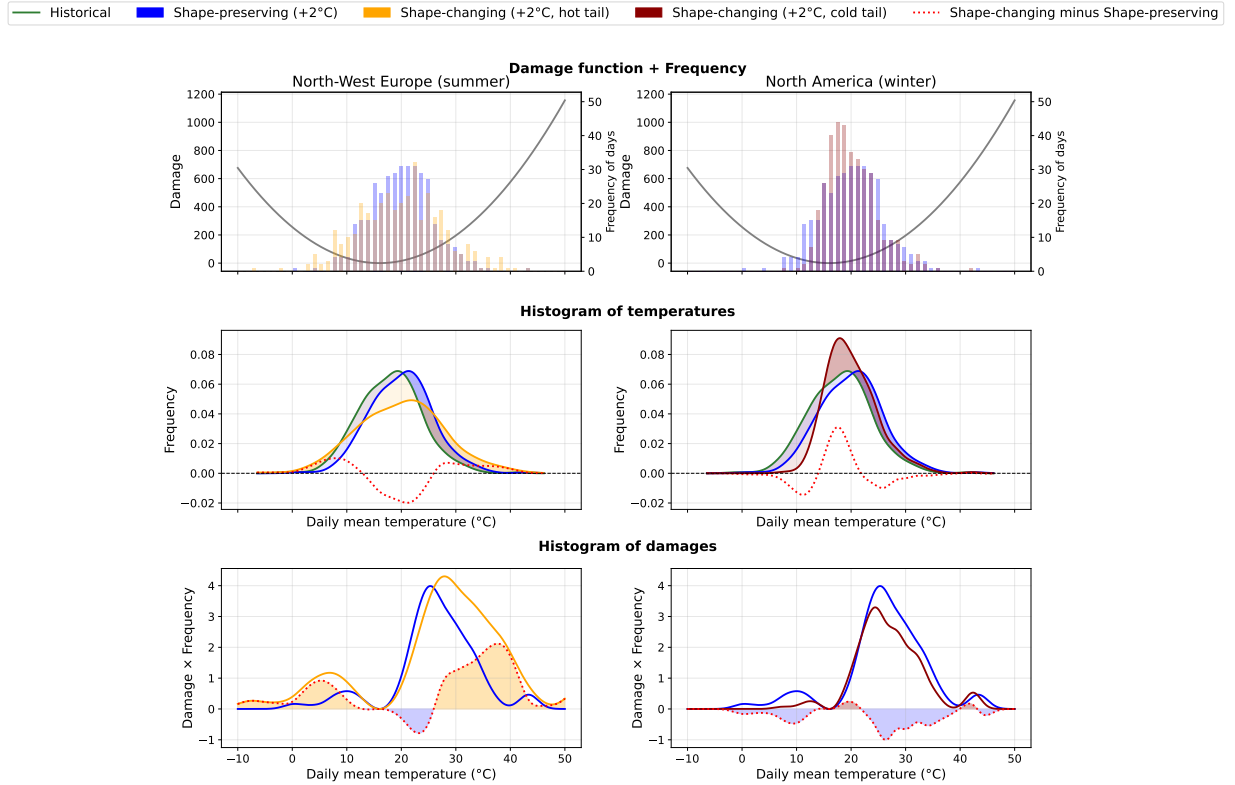 Historical Shape-preserving (+2°C) Shape-changing (+2°C, hot tail) Shape-changing (+2°C, cold tail) Shape-changing minus Shape-preserving
Damage function + Frequency
North-West Europe (summer) North America (winter)
1200
1000
800
600
400
200
0
Damage
50
40
30
20
10
0
Frequency of days
1200
1000
800
600
400
200
0
Damage
50
40
30
20
10
0
Frequency of days
Histogram of temperatures
0.08
0.06
0.04
0.02
0.00
−0.02
Frequency
Daily mean temperature (°C)
0.08
0.06
0.04
0.02
0.00
−0.02
Frequency
Daily mean temperature (°C)
Histogram of damages
4
3
2
1
0
−1
Damage × Frequency
−10 0 10 20 30 40 50
Daily mean temperature (°C)
4
3
2
1
0
−1
Damage × Frequency
−10 0 10 20 30 40 50
Daily mean temperature (°C)